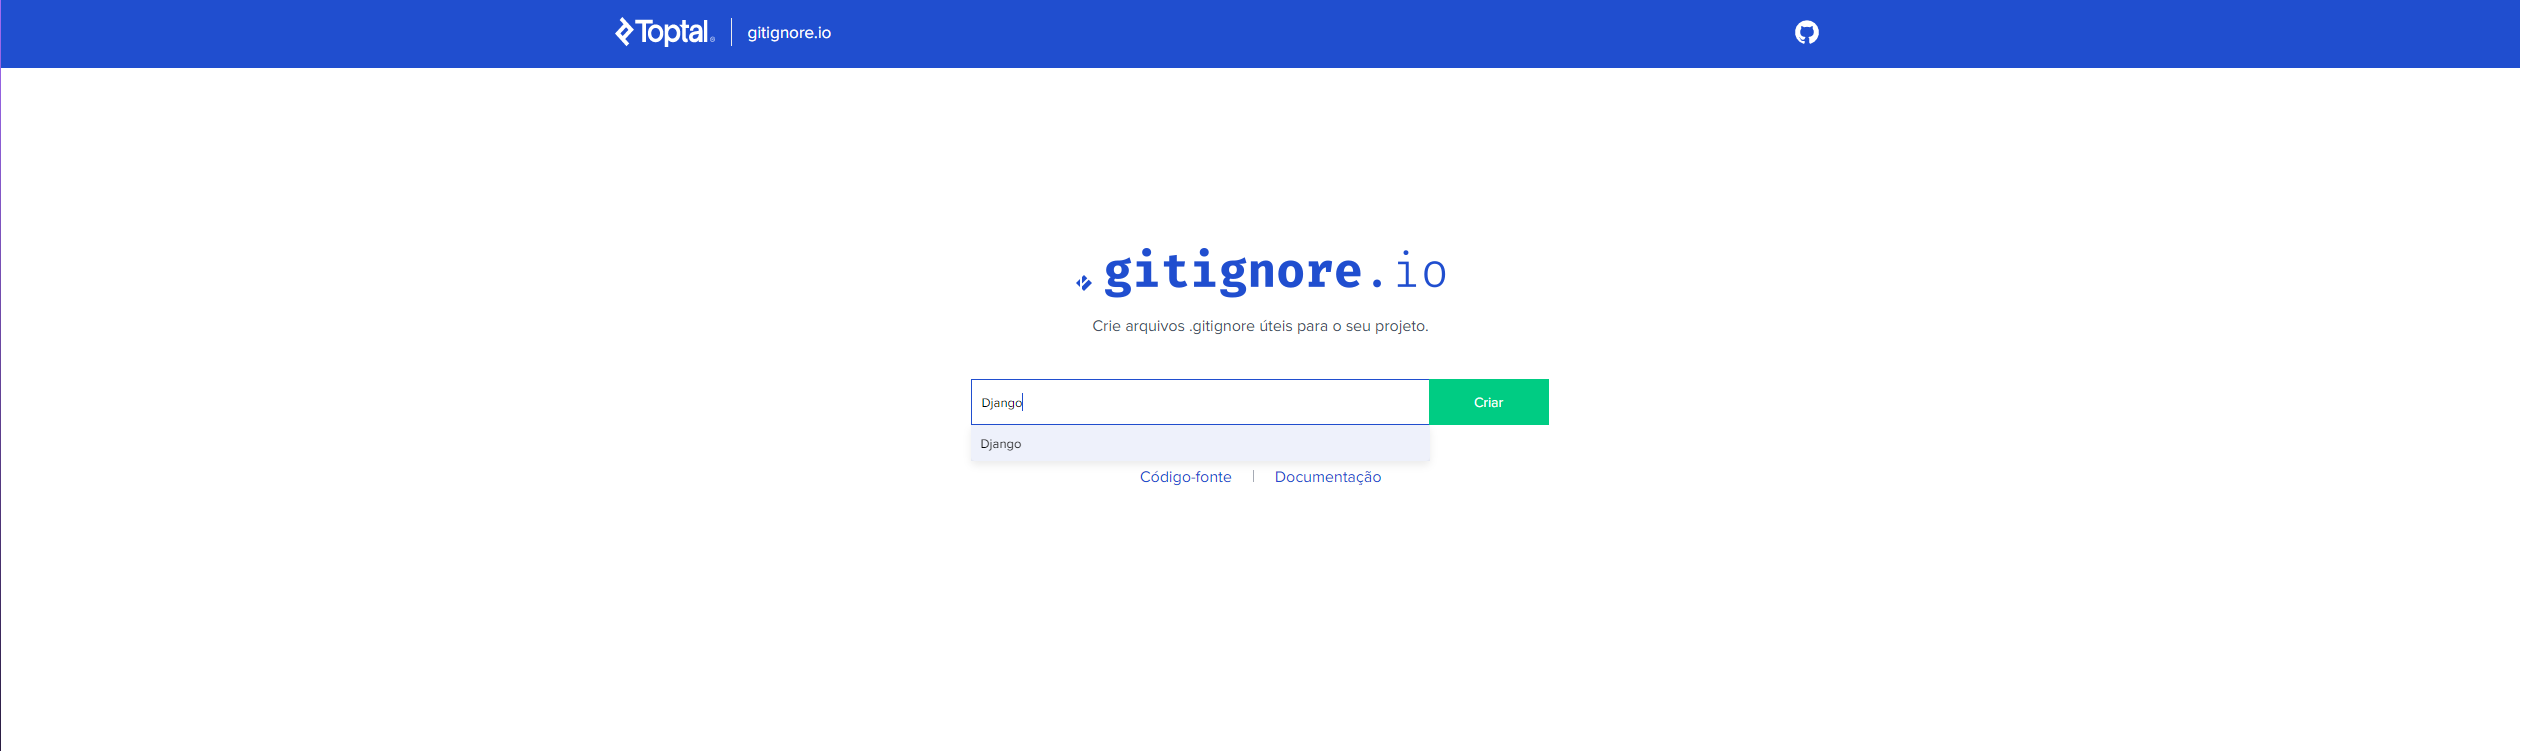 Toptal® gitignore.io
.gitignore.io
Crie arquivos .gitignore úteis para o seu projeto.
Django Criar
Django
Código-fonte Documentação